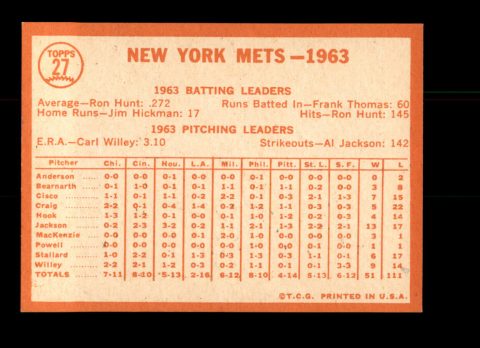 TOPPS
27
NEW YORK METS—1963
1963 BATTING LEADERS
Average—Ron Hunt: .272 Runs Batted In—Frank Thomas: 60
Home Runs—Jim Hickman: 17 Hits—Ron Hunt: 145
1963 PITCHING LEADERS
E.R.A.—Carl Willey: 3.10 Strikeouts—Al Jackson: 142
Pitcher Chi. Cin. Hou. L.A. Mil. Phil. Pitt. St. L. S. F. W L
Anderson 0-0 0-0 0-1 0-0 0-0 0-1 0-0 0-0 0-0 0 2
Bearnarth 0-1 1-0 0-1 0-1 0-1 1-1 0-2 0-0 1-1 3 8
Cisco 0-1 1-1 1-1 0-2 2-2 0-1 0-3 2-1 1-3 7 15
Craig 2-2 0-1 0-4 1-4 0-2 1-2 1-1 0-3 0-3 5 22
Hook 1-3 1-2 0-0 0-1 0-3 1-0 1-2 0-2 0-1 4 14
Jackson 0-2 2-3 3-2 0-2 1-1 2-1 1-3 2-2 2-1 13 17
MacKenzie 0-0 0-0 1-0 0-0 0-0 1-0 0-0 0-1 1-0 3 1
Powell 0-0 0-0 0-0 0-0 0-0 1-0 0-0 0-1 0-0 1 1
Stallard 1-0 2-2 0-1 0-3 1-3 0-3 1-1 0-2 1-2 6 17
Willey 2-2 2-1 1-2 0-3 0-2 1-1 0-1 0-1 3-1 9 14
TOTALS 7-11 8-10 5-13 2-16 6-12 8-10 4-14 5-13 6-12 51 111
©T.C.G. PRINTED IN U.S.A.